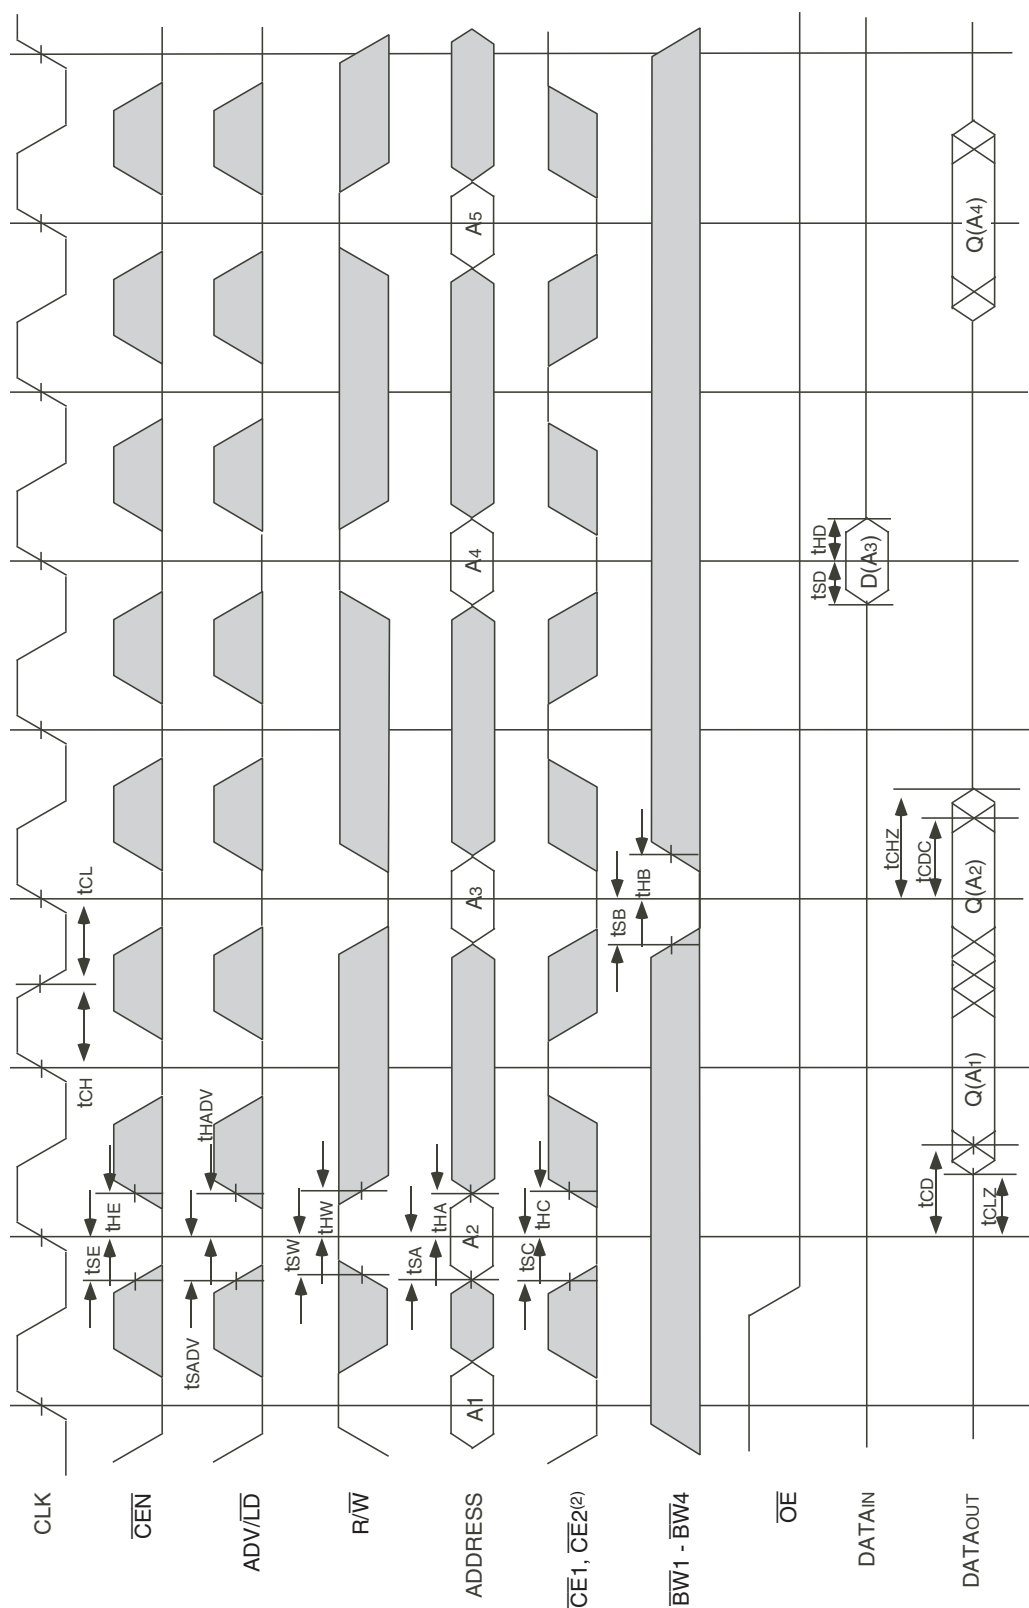 CLK
tCH
tCL
CEN
tSE
tHE
ADV/LD
tSADV
tHADV
R/W
tSW
tHW
ADDRESS
A1
A2
A3
A4
A5
tSA
tHA
CE1, CE2(2)
tSC
tHC
BW1 - BW4
tSB
tHB
OE
DATAIN
tSD
tHD
D(A3)
DATAOUT
tCD
tCLZ
Q(A1)
Q(A2)
tCHZ
tCDC
Q(A4)